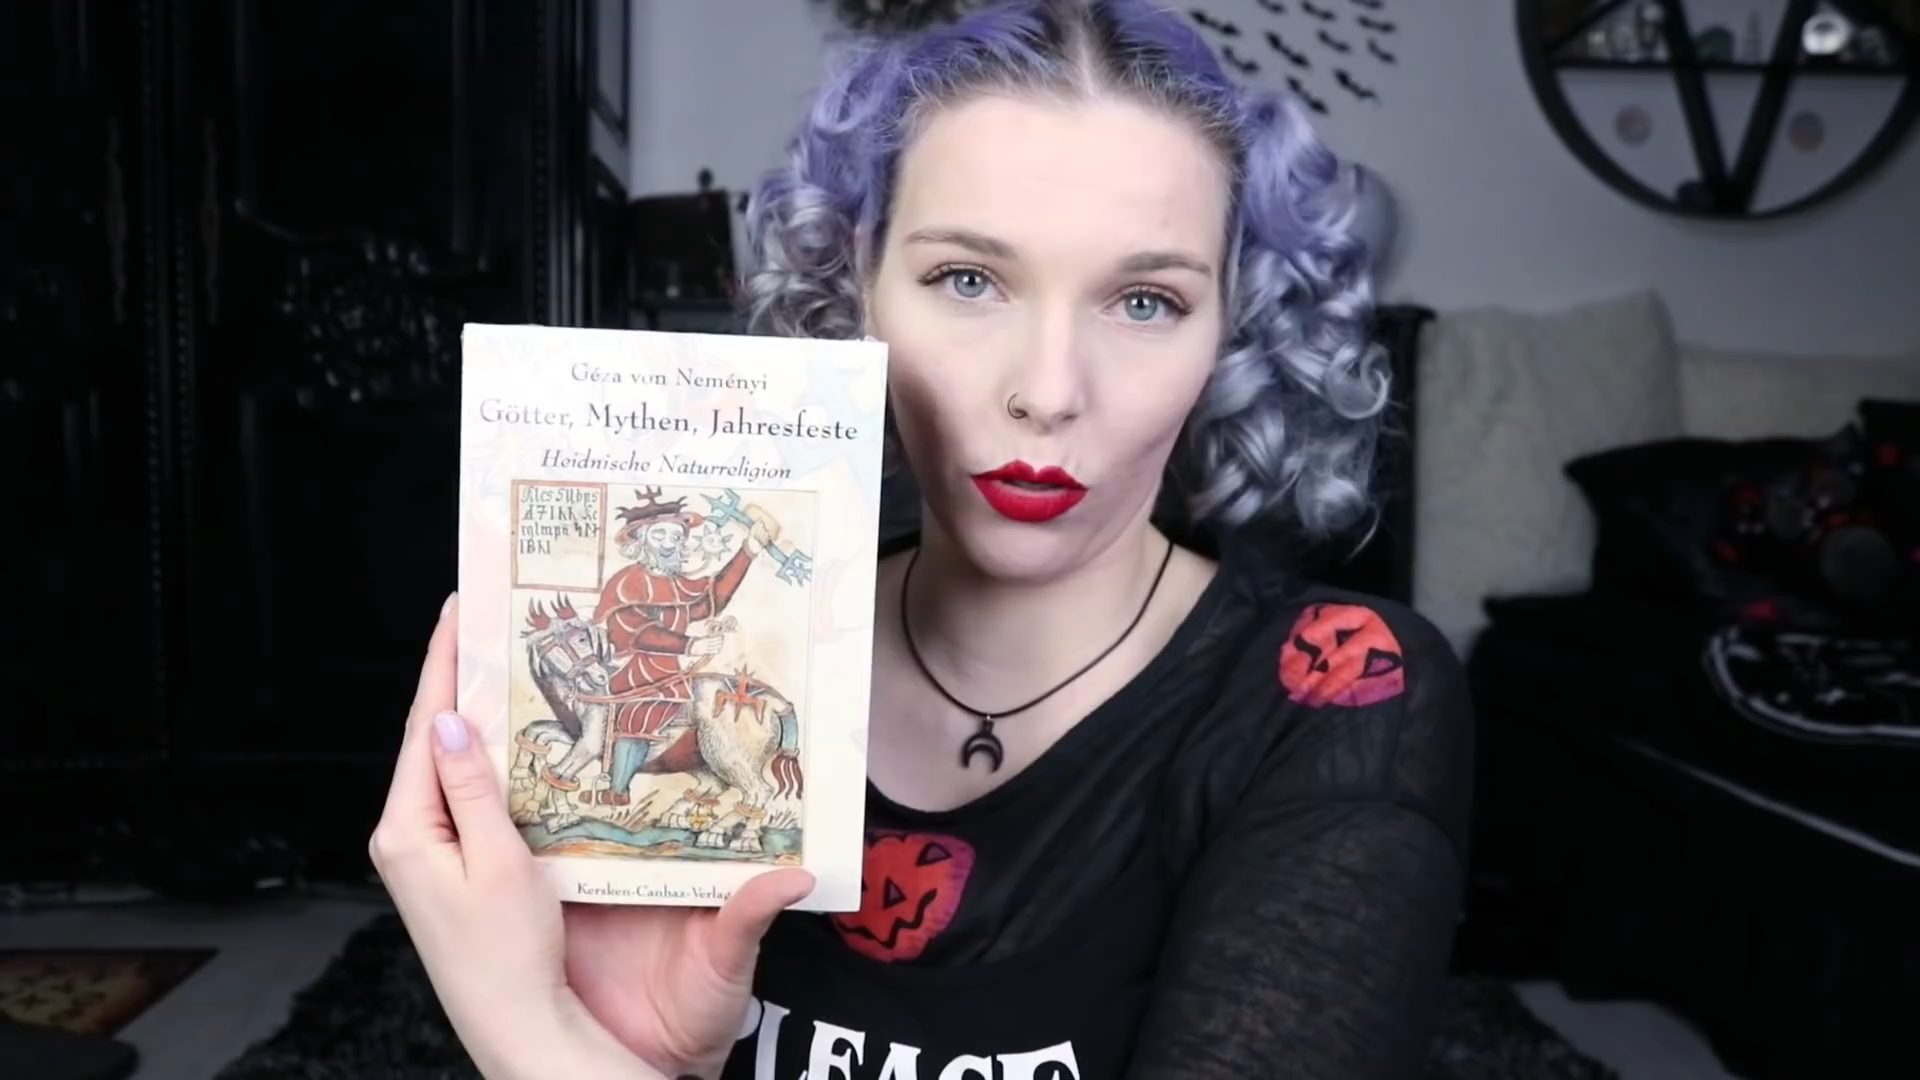 Géza von Neményi
Götter, Mythen, Jahresfeste
Heidnische Naturreligion
Kersken-Canbaz-Verlag
PLEASE